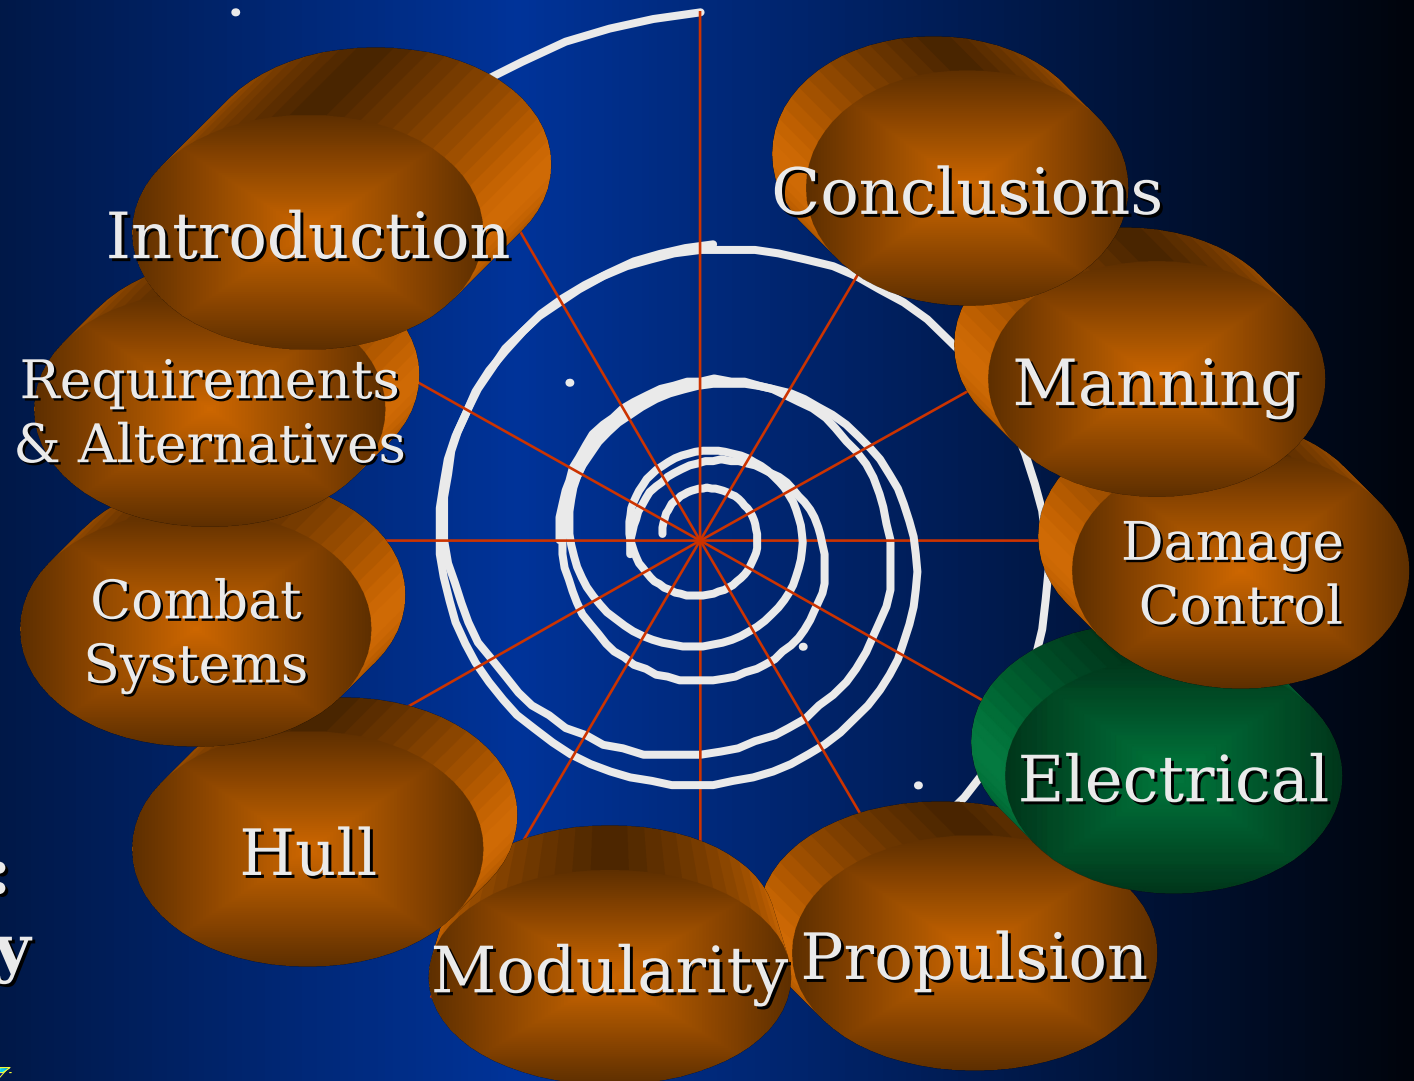 Introduction
Requirements
& Alternatives
Combat
Systems
Hull
Modularity
Propulsion
Electrical
Damage
Control
Manning
Conclusions
:
y